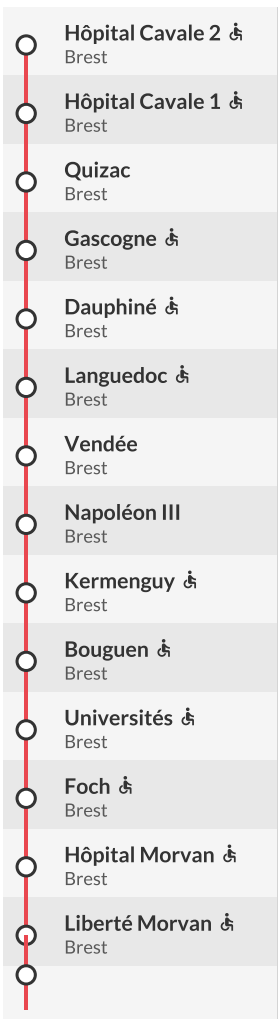 Hôpital Cavale 2
Brest
Hôpital Cavale 1
Brest
Quizac
Brest
Gascogne
Brest
Dauphiné
Brest
Languedoc
Brest
Vendée
Brest
Napoléon III
Brest
Kermenguy
Brest
Bouguen
Brest
Universités
Brest
Foch
Brest
Hôpital Morvan
Brest
Liberté Morvan
Brest